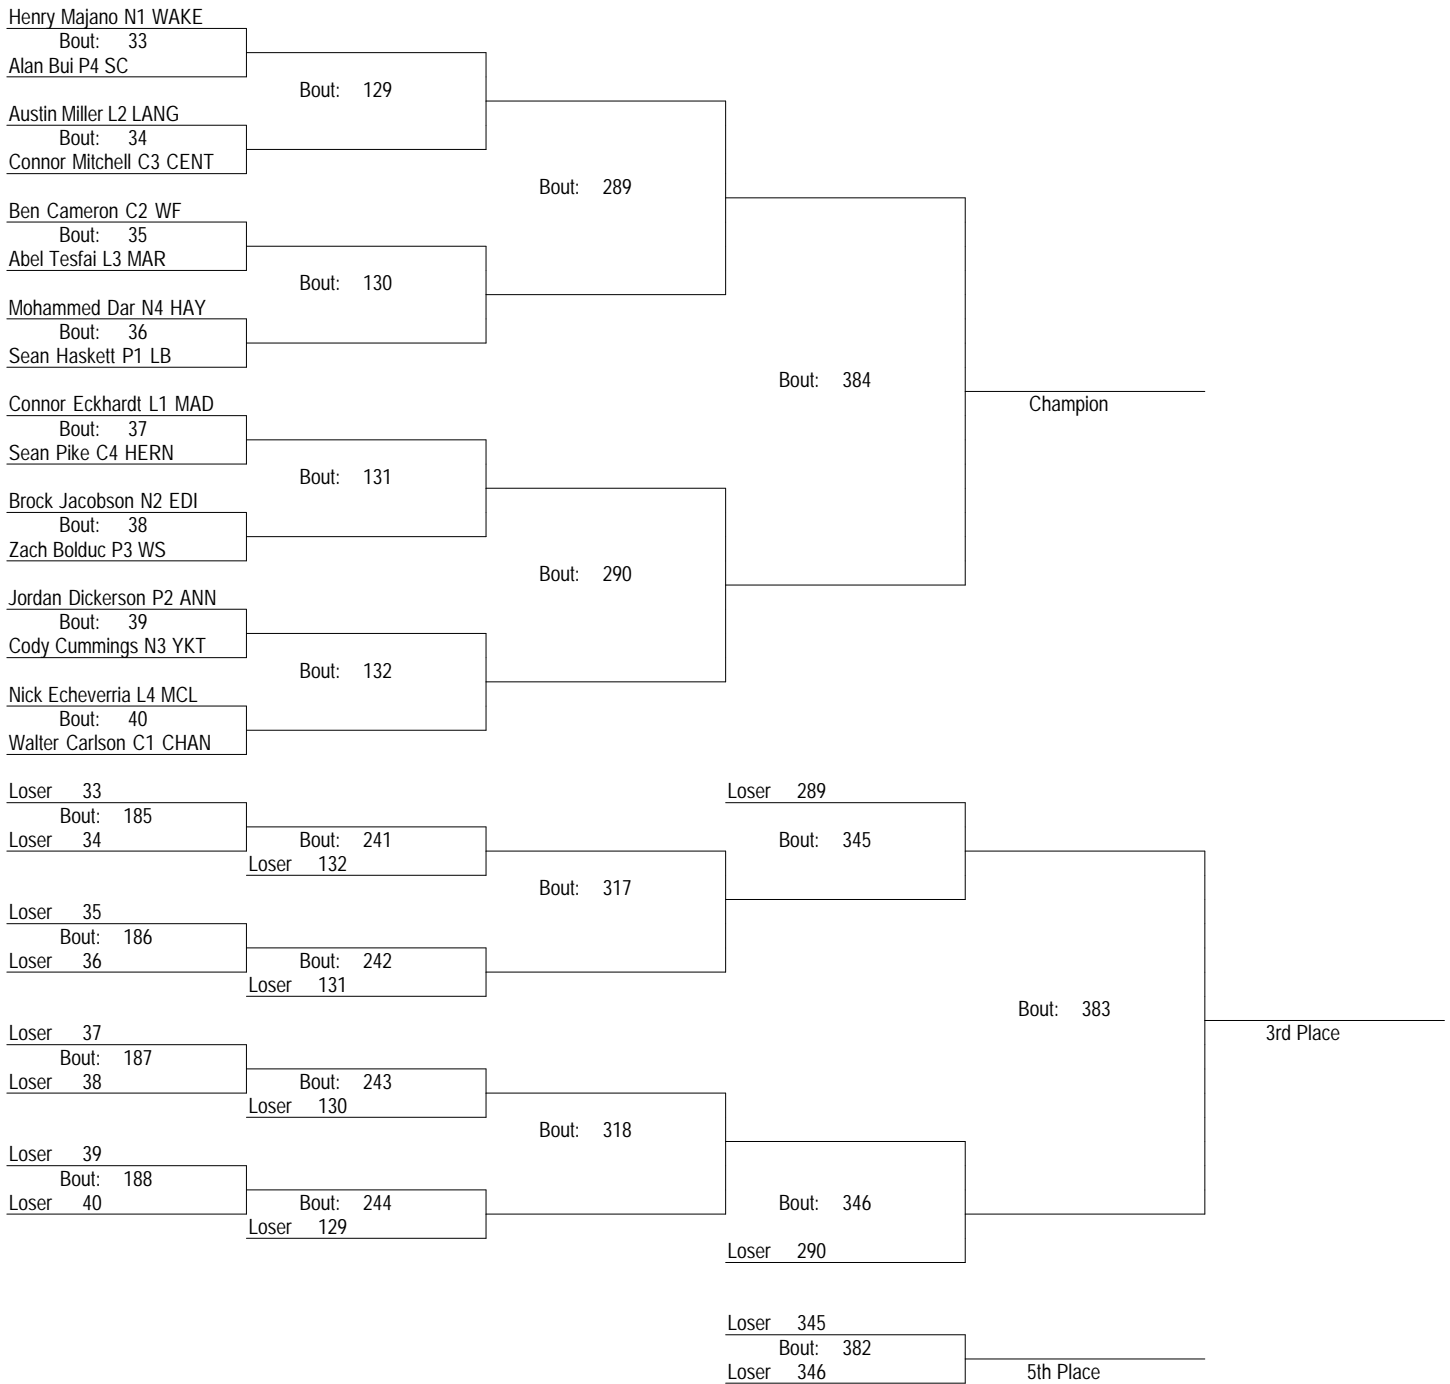 Henry Majano N1 WAKE
Bout: 33
Alan Bui P4 SC
Bout: 129
Austin Miller L2 LANG
Bout: 34
Connor Mitchell C3 CENT
Bout: 289
Ben Cameron C2 WF
Bout: 35
Abel Tesfai L3 MAR
Bout: 130
Mohammed Dar N4 HAY
Bout: 36
Sean Haskett P1 LB
Bout: 384
Champion
Connor Eckhardt L1 MAD
Bout: 37
Sean Pike C4 HERN
Bout: 131
Brock Jacobson N2 EDI
Bout: 38
Zach Bolduc P3 WS
Bout: 290
Jordan Dickerson P2 ANN
Bout: 39
Cody Cummings N3 YKT
Bout: 132
Nick Echeverria L4 MCL
Bout: 40
Walter Carlson C1 CHAN
Loser 33
Bout: 185
Loser 34
Bout: 241
Loser 132
Loser 289
Bout: 345
Bout: 317
Loser 35
Bout: 186
Loser 36
Bout: 242
Loser 131
Bout: 383
3rd Place
Loser 37
Bout: 187
Loser 38
Bout: 243
Loser 130
Bout: 318
Loser 39
Bout: 188
Loser 40
Bout: 244
Loser 129
Bout: 346
Loser 290
Loser 345
Bout: 382
Loser 346
5th Place